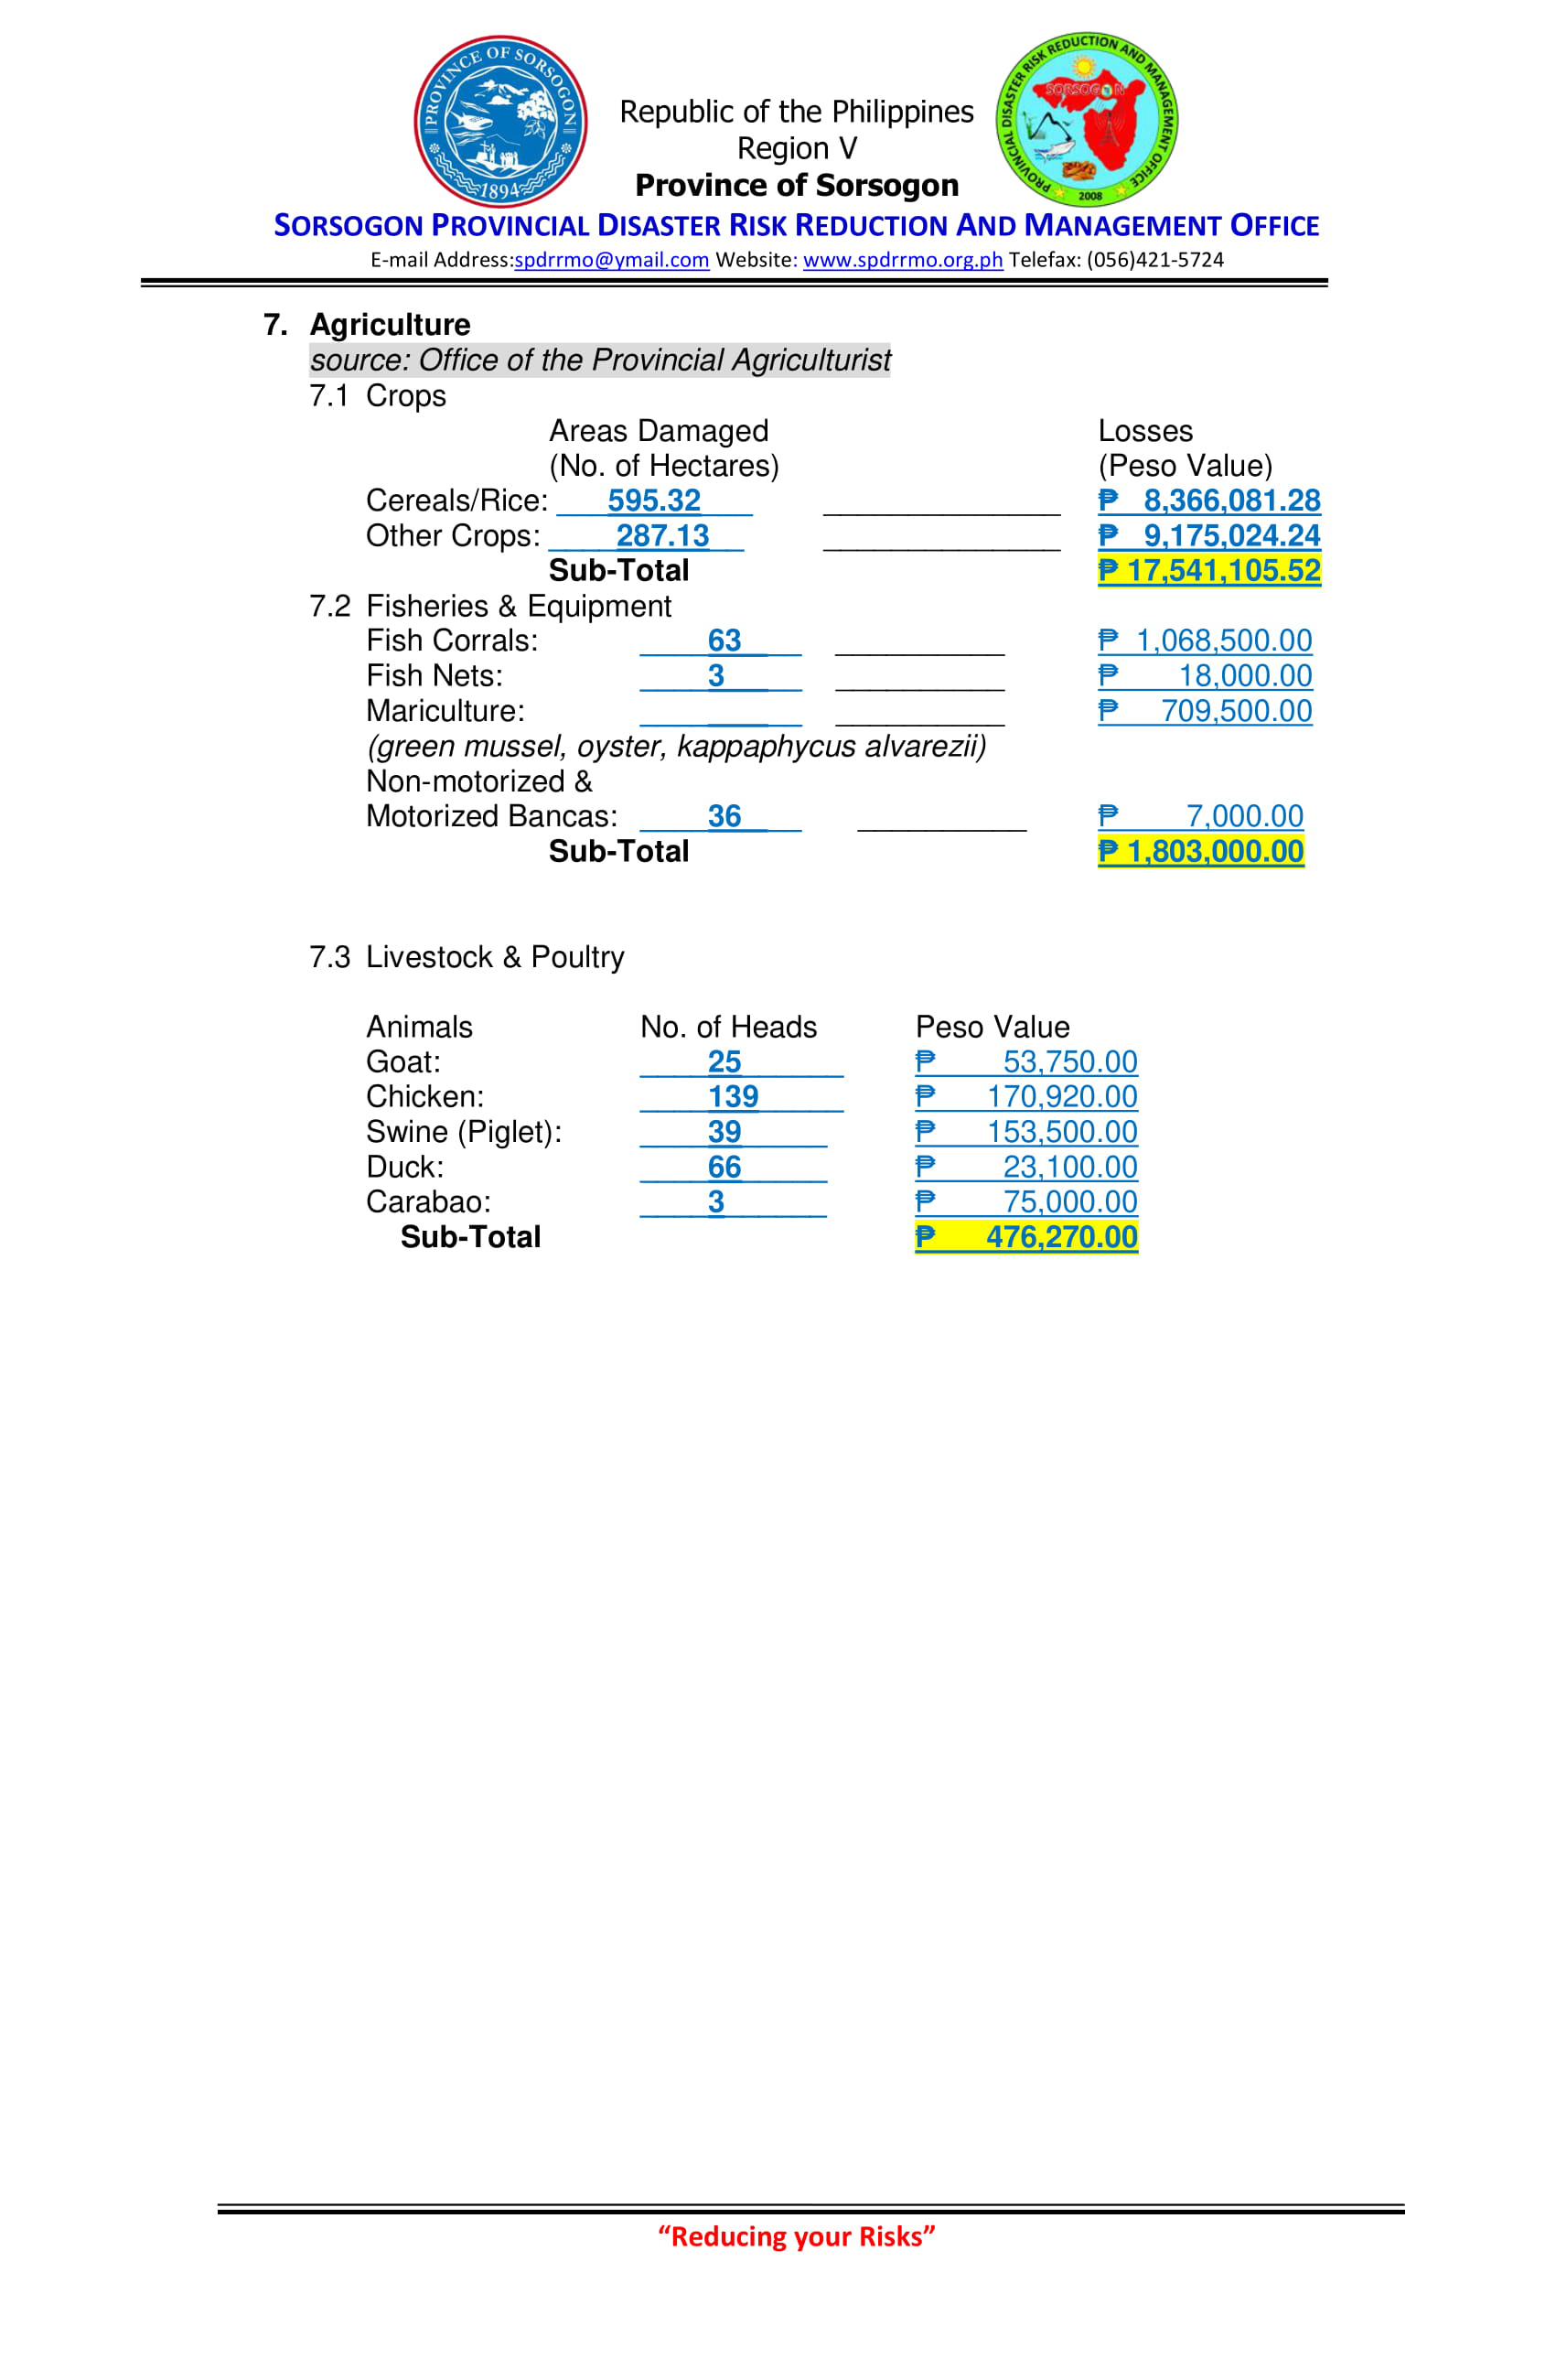 PROVINCE OF SORSOGON
1894
PROVINCIAL DISASTER RISK REDUCTION AND MANAGEMENT OFFICE
SORSOGON
2008
Republic of the Philippines
Region V
Province of Sorsogon
SORSOGON PROVINCIAL DISASTER RISK REDUCTION AND MANAGEMENT OFFICE
E-mail Address:spdrrmo@ymail.com Website: www.spdrrmo.org.ph Telefax: (056)421-5724
7. Agriculture
source: Office of the Provincial Agriculturist
7.1 Crops
Areas Damaged Losses
(No. of Hectares) (Peso Value)
Cereals/Rice: 595.32 ₱ 8,366,081.28
Other Crops: 287.13 ₱ 9,175,024.24
Sub-Total ₱ 17,541,105.52
7.2 Fisheries & Equipment
Fish Corrals: 63 ₱ 1,068,500.00
Fish Nets: 3 ₱ 18,000.00
Mariculture: ₱ 709,500.00
(green mussel, oyster, kappaphycus alvarezii)
Non-motorized &
Motorized Bancas: 36 ₱ 7,000.00
Sub-Total ₱ 1,803,000.00
7.3 Livestock & Poultry
Animals No. of Heads Peso Value
Goat: 25 ₱ 53,750.00
Chicken: 139 ₱ 170,920.00
Swine (Piglet): 39 ₱ 153,500.00
Duck: 66 ₱ 23,100.00
Carabao: 3 ₱ 75,000.00
Sub-Total ₱ 476,270.00
“Reducing your Risks”